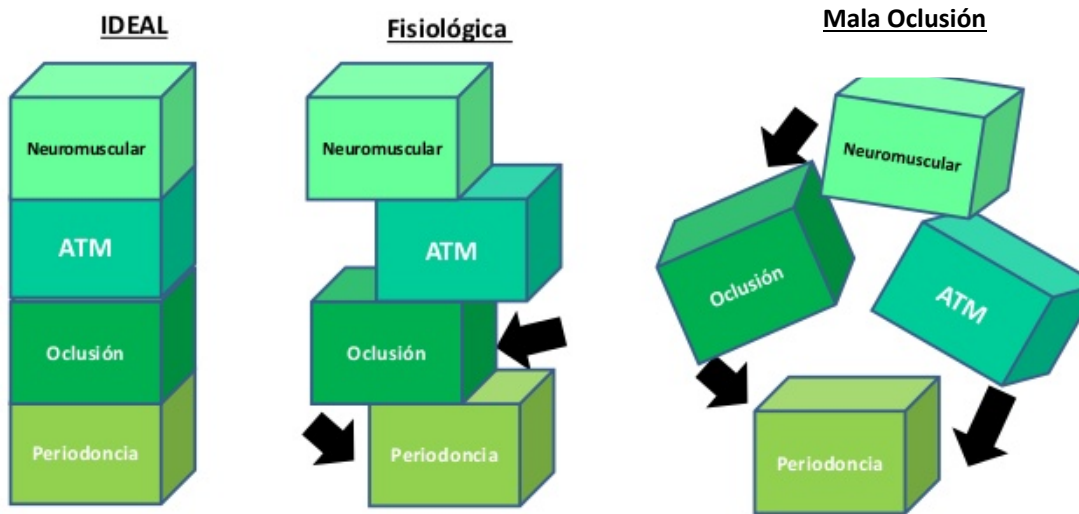 IDEAL
Neuromuscular
ATM
Oclusión
Periodoncia
Fisiológica
Neuromuscular
ATM
Oclusión
Periodoncia
Mala Oclusión
Neuromuscular
Oclusión
ATM
Periodoncia